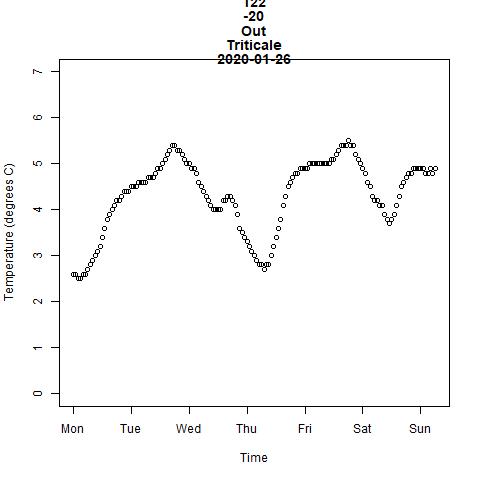 122
-20
Out
Triticale
2020-01-26
7
6
5
4
3
2
1
0
Temperature (degrees C)
Mon Tue Wed Thu Fri Sat Sun
Time